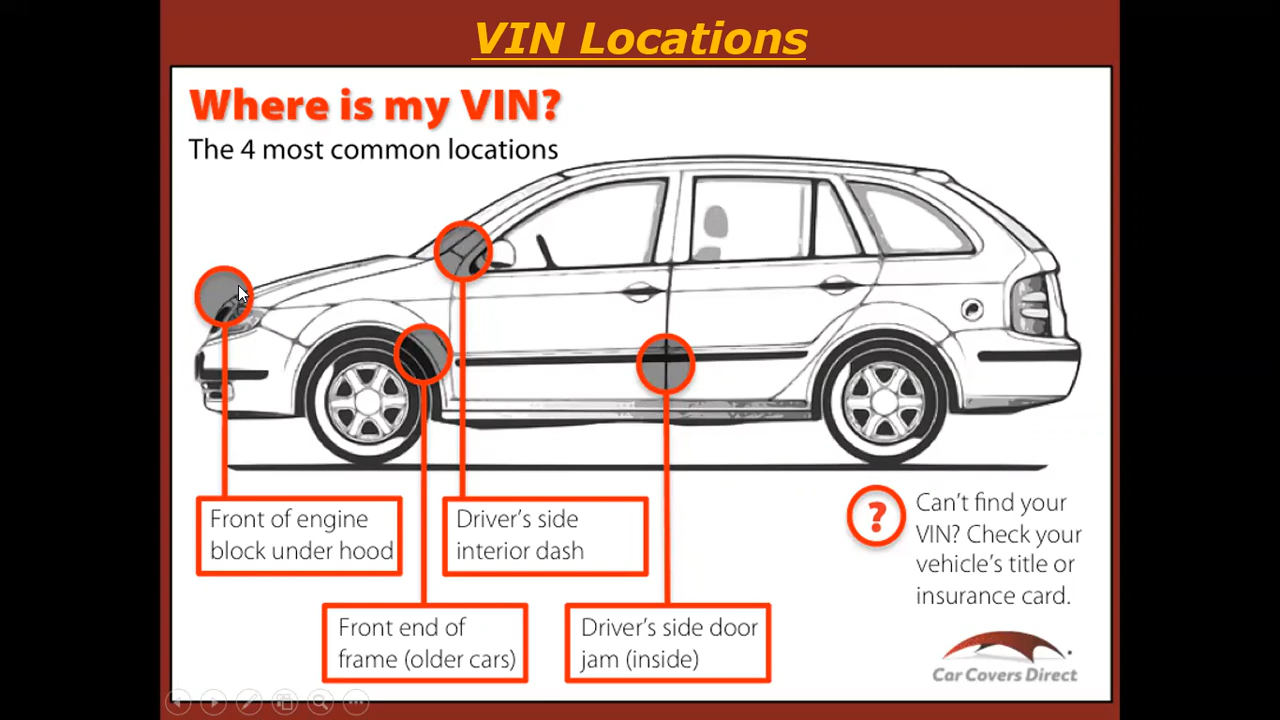 VIN Locations
Where is my VIN?
The 4 most common locations
Front of engine
block under hood
Driver's side
interior dash
Front end of
frame (older cars)
Driver's side door
jam (inside)
?
Can't find your
VIN? Check your
vehicle's title or
insurance card.
Car Covers Direct